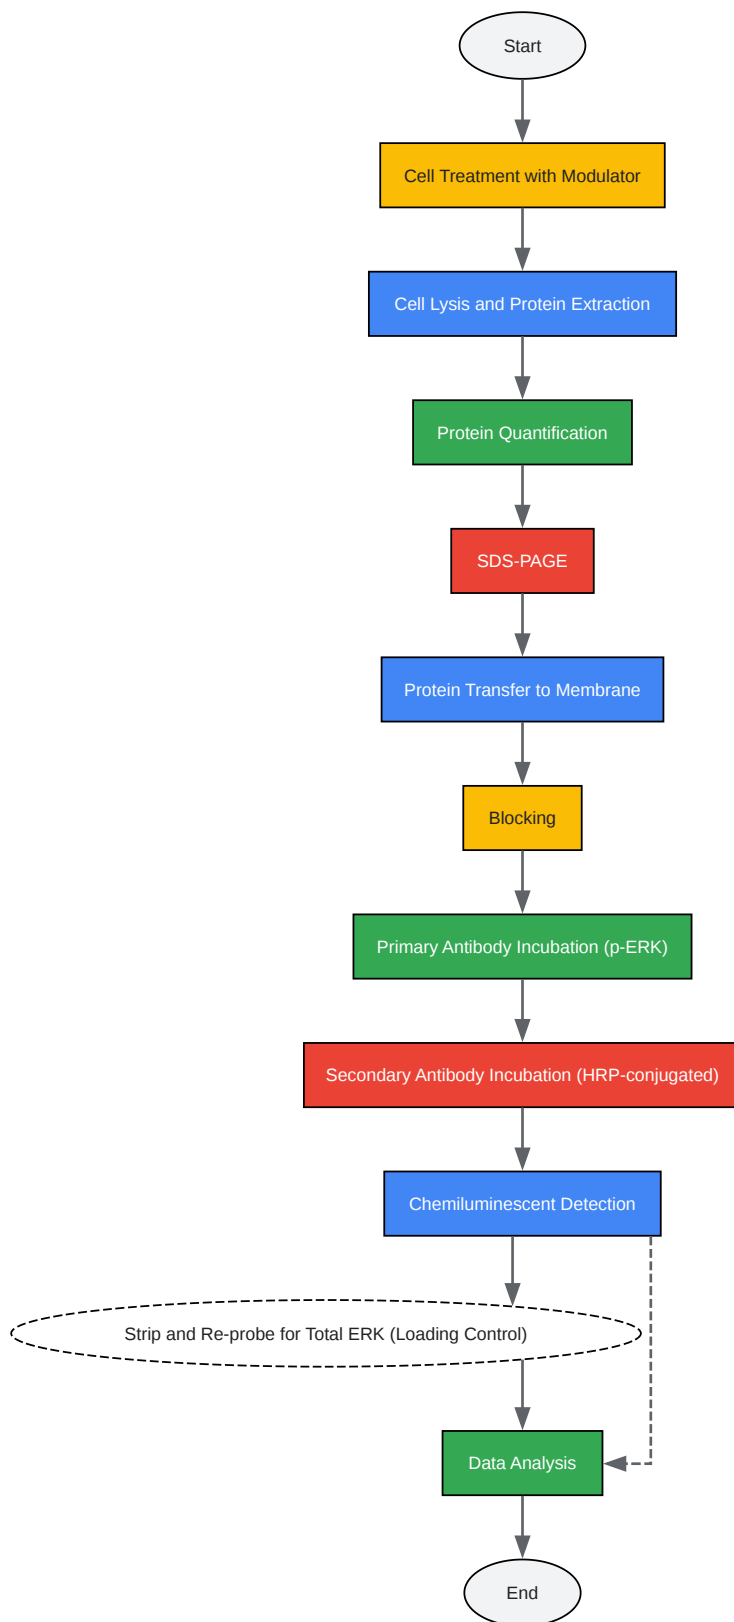 Start
Cell Treatment with Modulator
Cell Lysis and Protein Extraction
Protein Quantification
SDS-PAGE
Protein Transfer to Membrane
Blocking
Primary Antibody Incubation (p-ERK)
Secondary Antibody Incubation (HRP-conjugated)
Chemiluminescent Detection
Strip and Re-probe for Total ERK (Loading Control)
Data Analysis
End